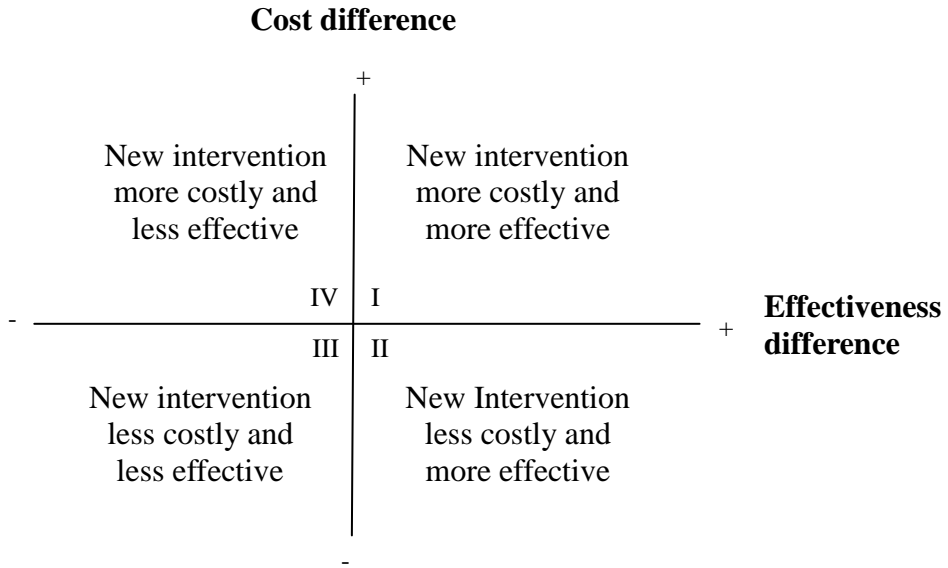 Cost difference
+
New intervention
more costly and
less effective
New intervention
more costly and
more effective
IV
I
-
+
Effectiveness
difference
III
II
New intervention
less costly and
less effective
New Intervention
less costly and
more effective
-